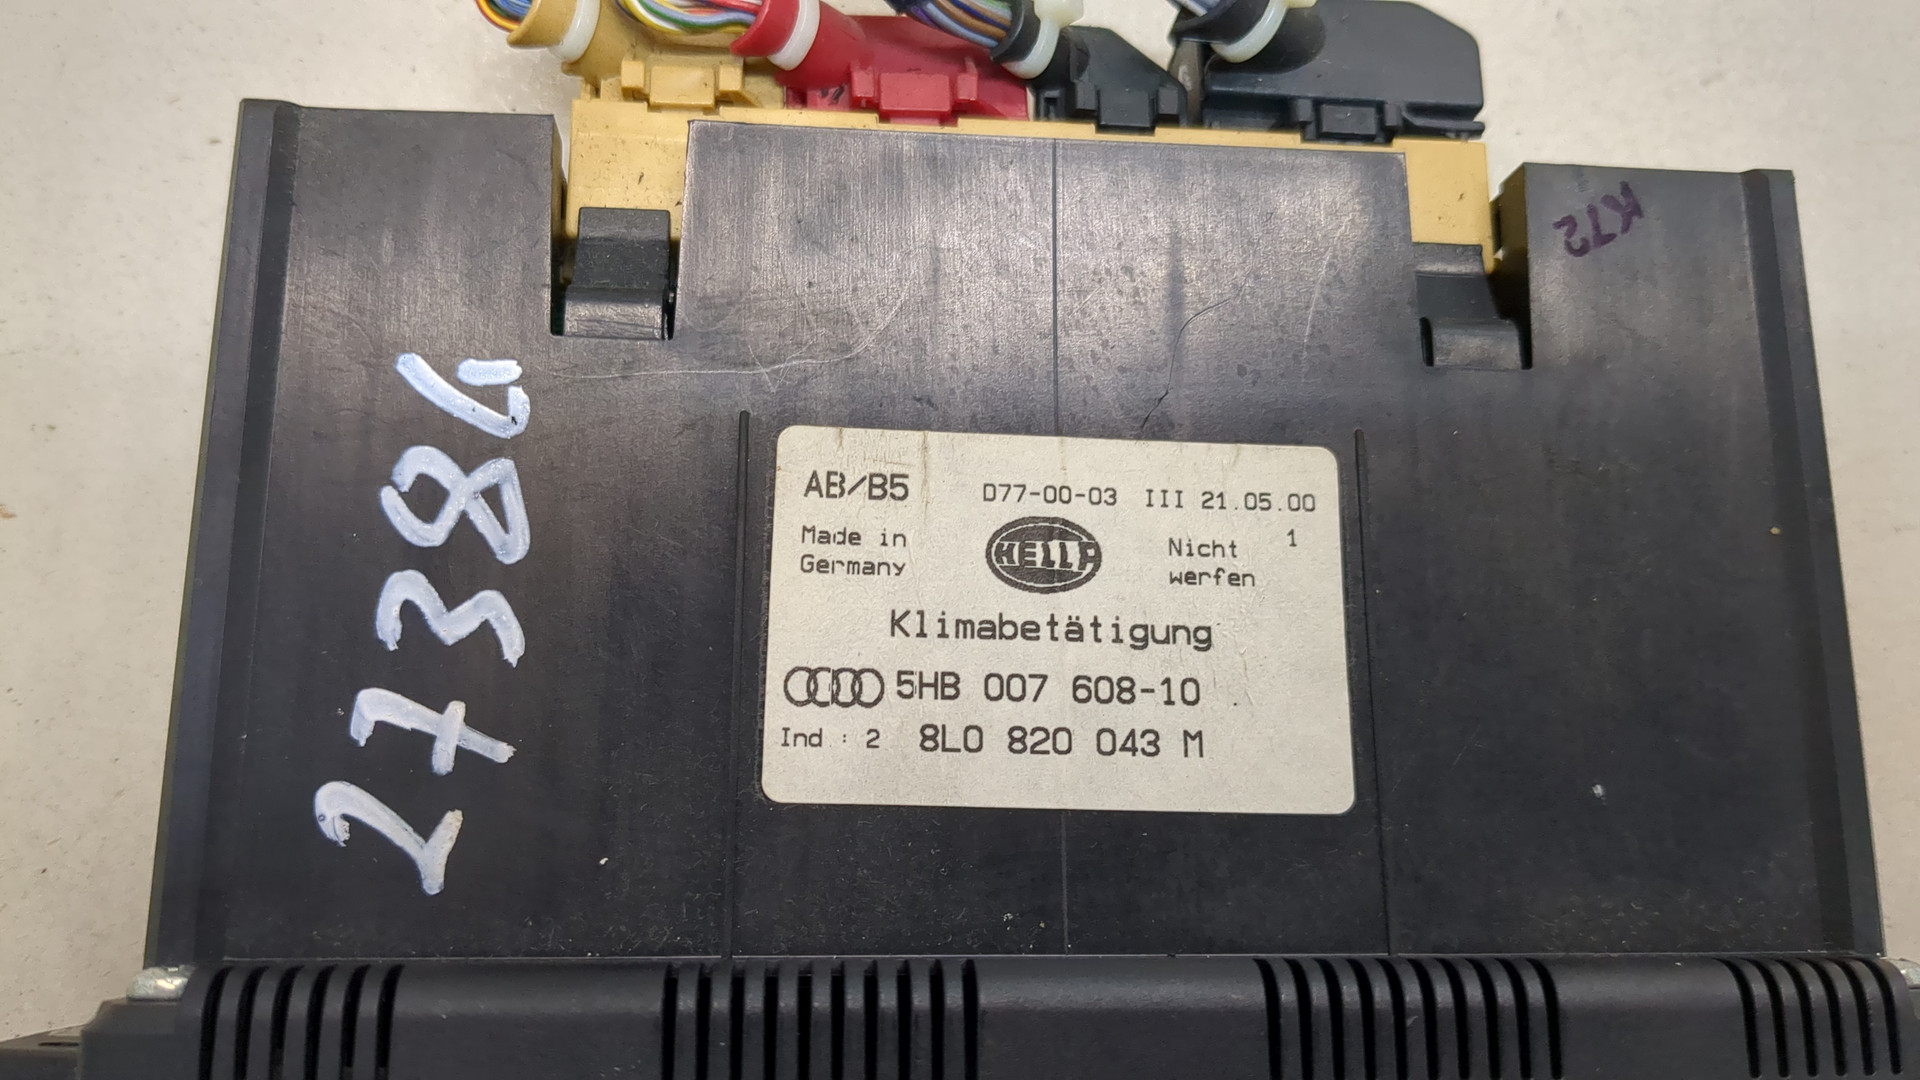 AB/B5 D77-00-03 III 21.05.00
Made in Germany
HELLA
Nicht werfen
1
Klimabetätigung
5HB 007 608-10
Ind.: 2 8L0 820 043 M
K72